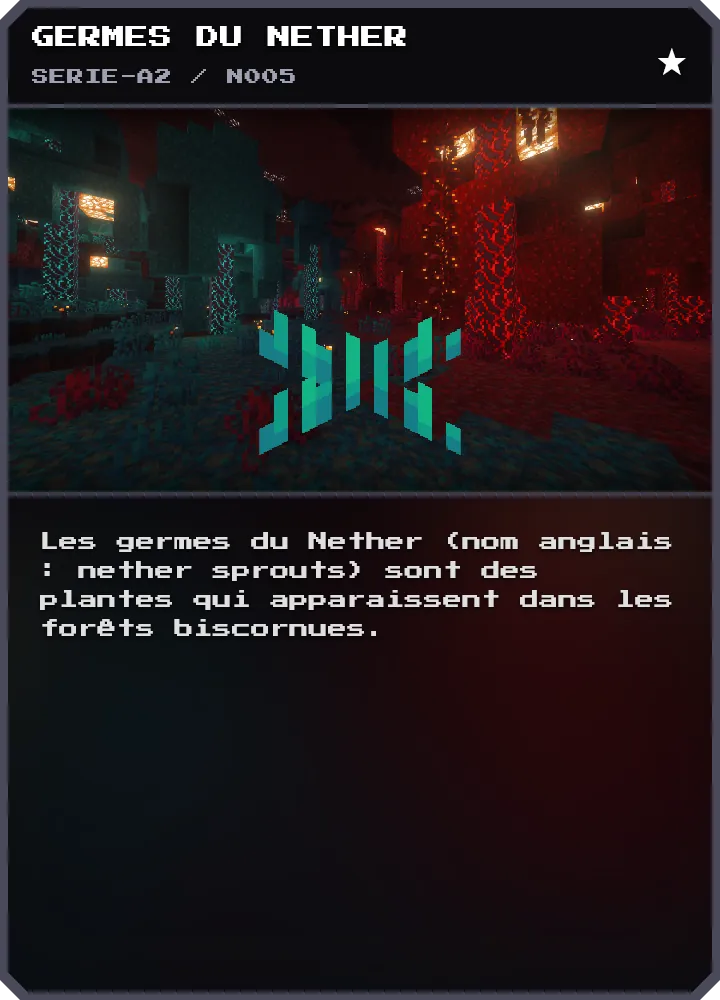 GERMES DU NETHER
SERIE-A2 / N005
Les germes du Nether (nom anglais
: nether sprouts) sont des
plantes qui apparaissent dans les
forêts biscornues.